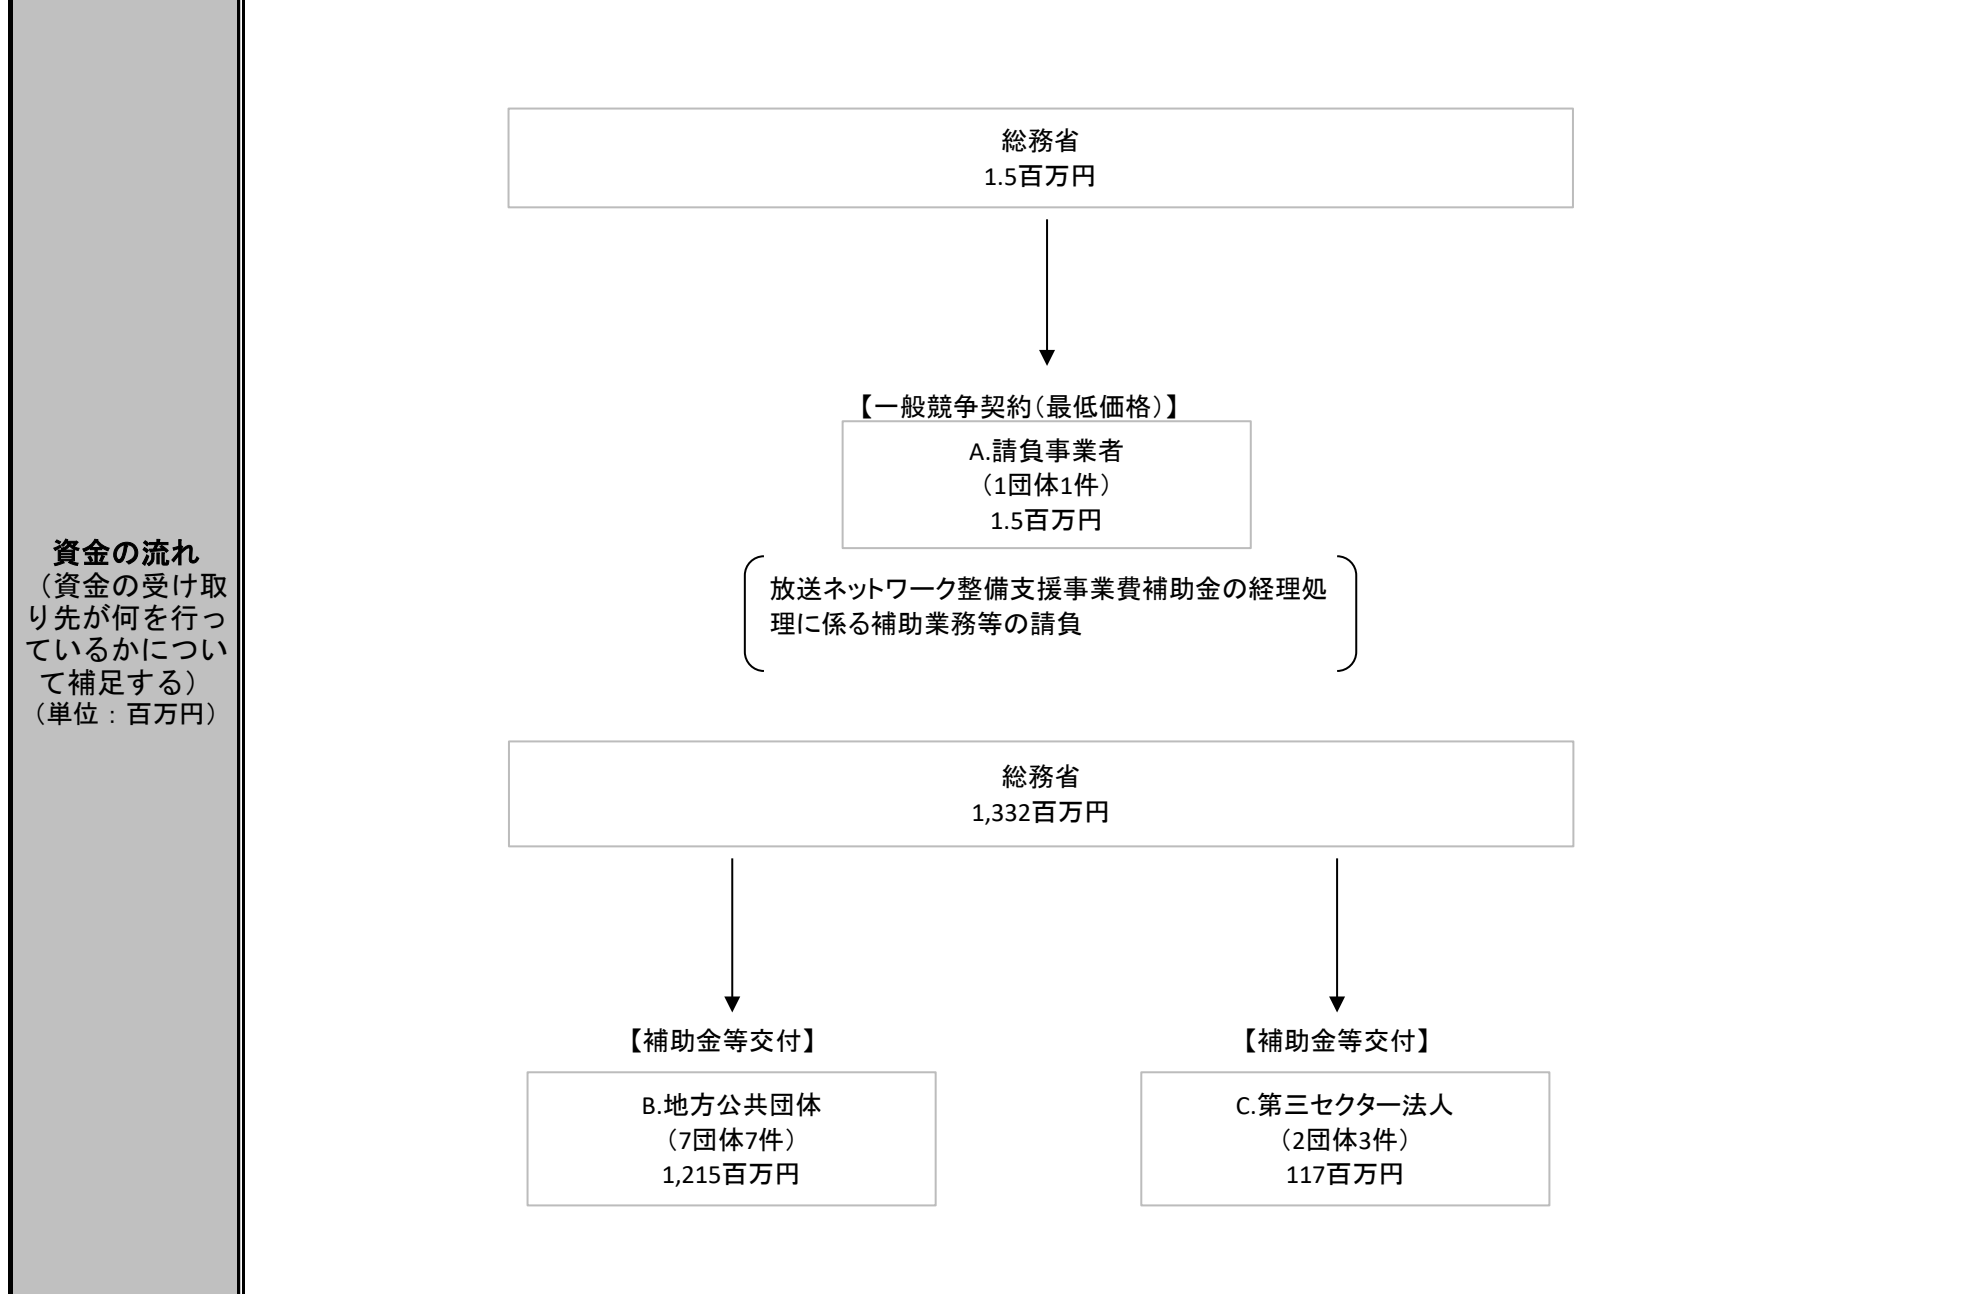 資金の流れ
（資金の受け取
り先が何を行っ
ているかについ
て補足する）
（単位：百万円）
総務省
1.5百万円
【一般競争契約（最低価格）】
A.請負事業者
（1団体1件）
1.5百万円
放送ネットワーク整備支援事業費補助金の経理処
理に係る補助業務等の請負
総務省
1,332百万円
【補助金等交付】
B.地方公共団体
（7団体7件）
1,215百万円
【補助金等交付】
C.第三セクター法人
（2団体3件）
117百万円